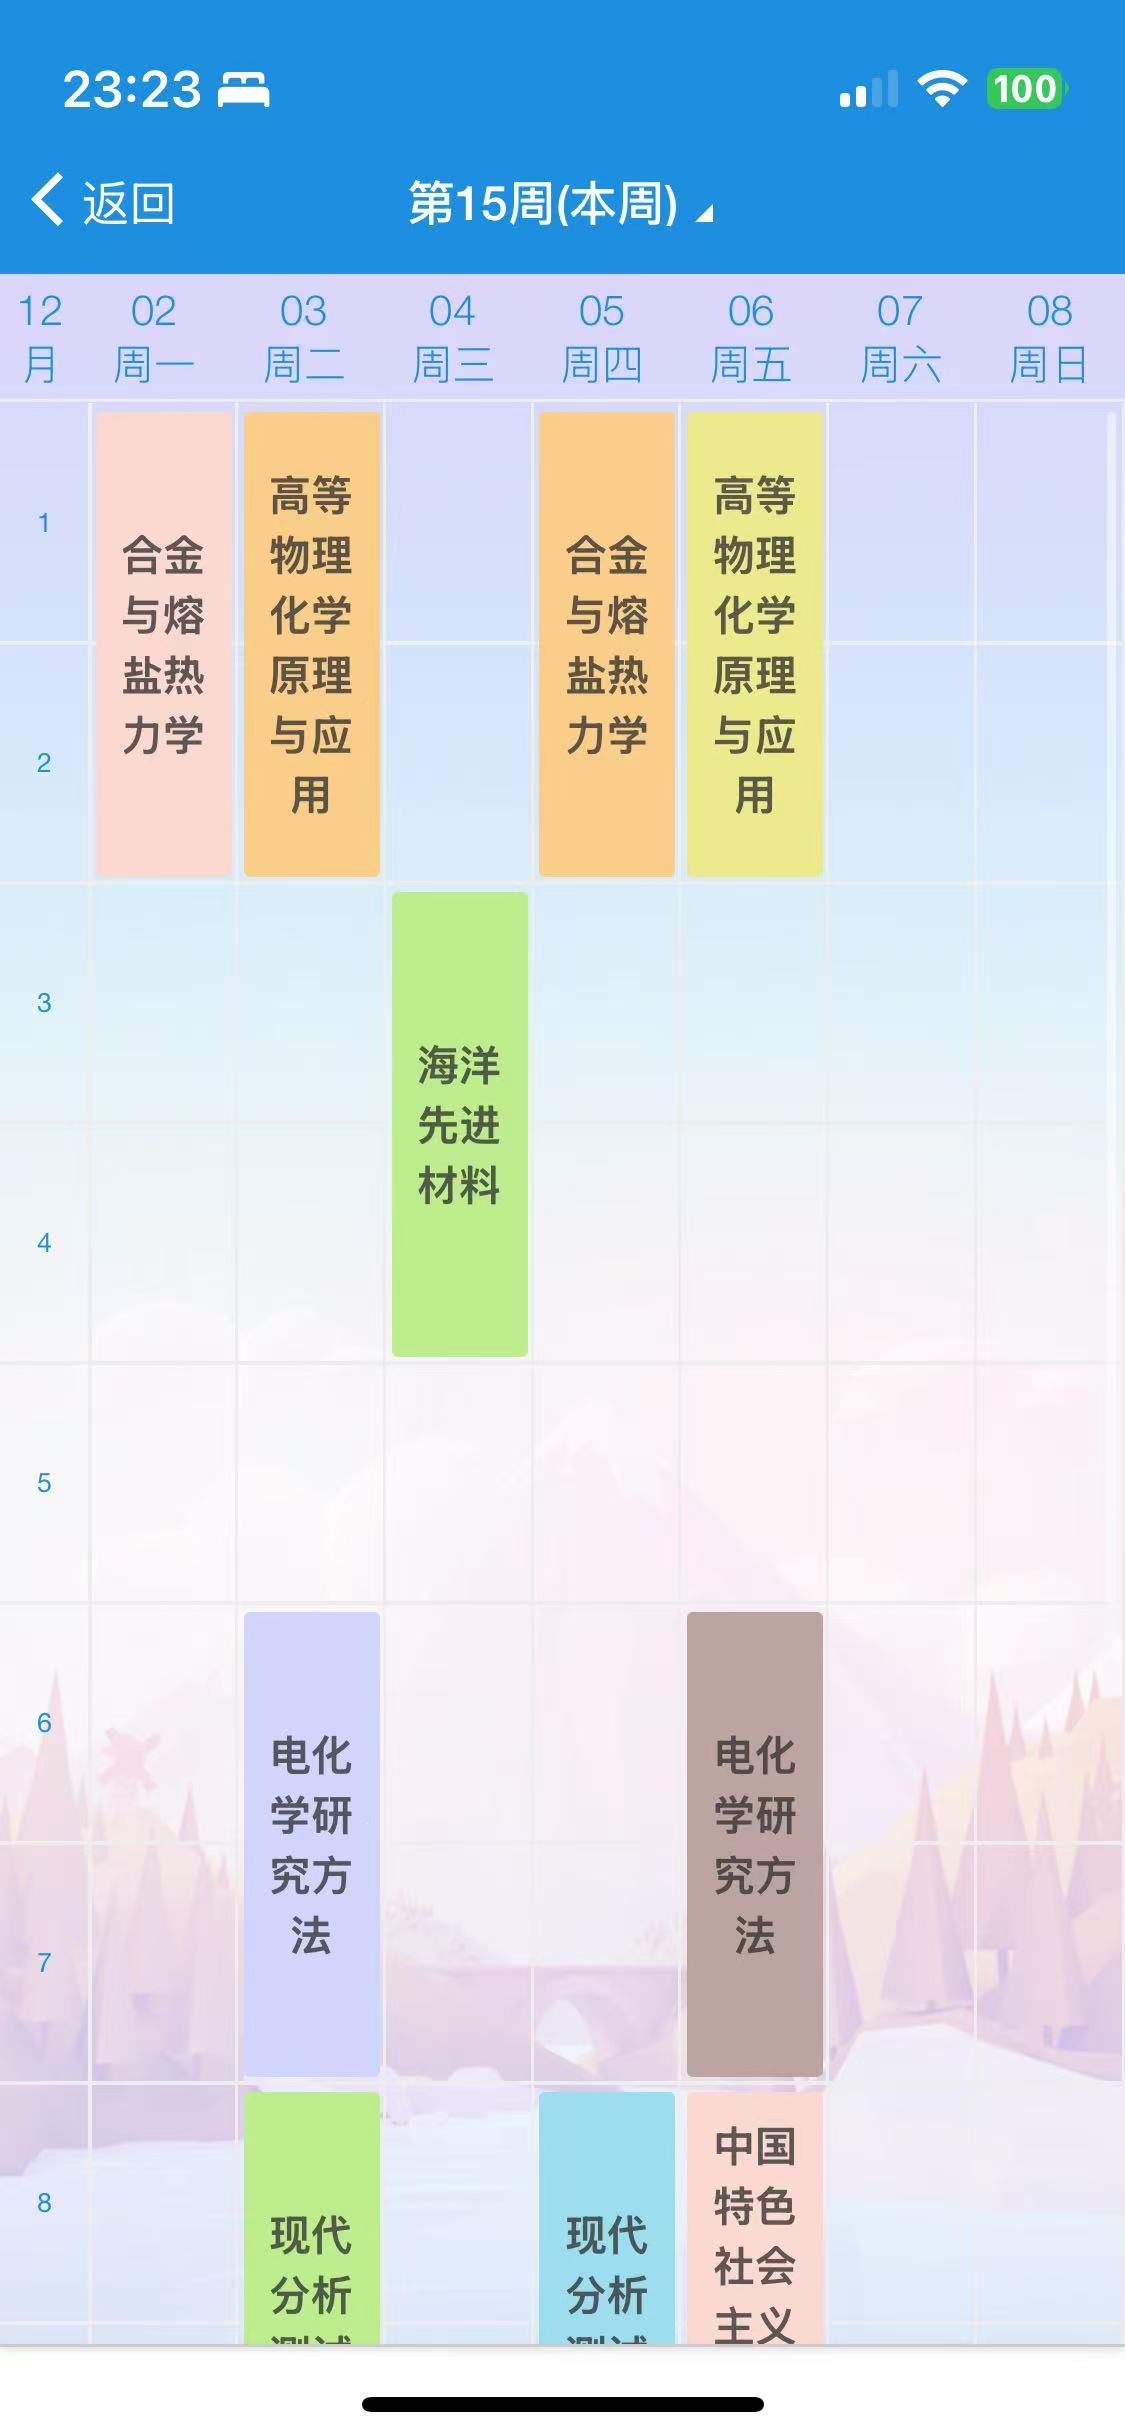 23:23
100
返回
第15周(本周)
12
月
02
周一
03
周二
04
周三
05
周四
06
周五
07
周六
08
周日
1
2
3
4
5
6
7
8
合金
与熔
盐热
力学
高等
物理
化学
原理
与应
用
合金
与熔
盐热
力学
高等
物理
化学
原理
与应
用
海洋
先进
材料
电化
学研
究方
法
电化
学研
究方
法
现代
分析
现代
分析
中国
特色
社会
主义